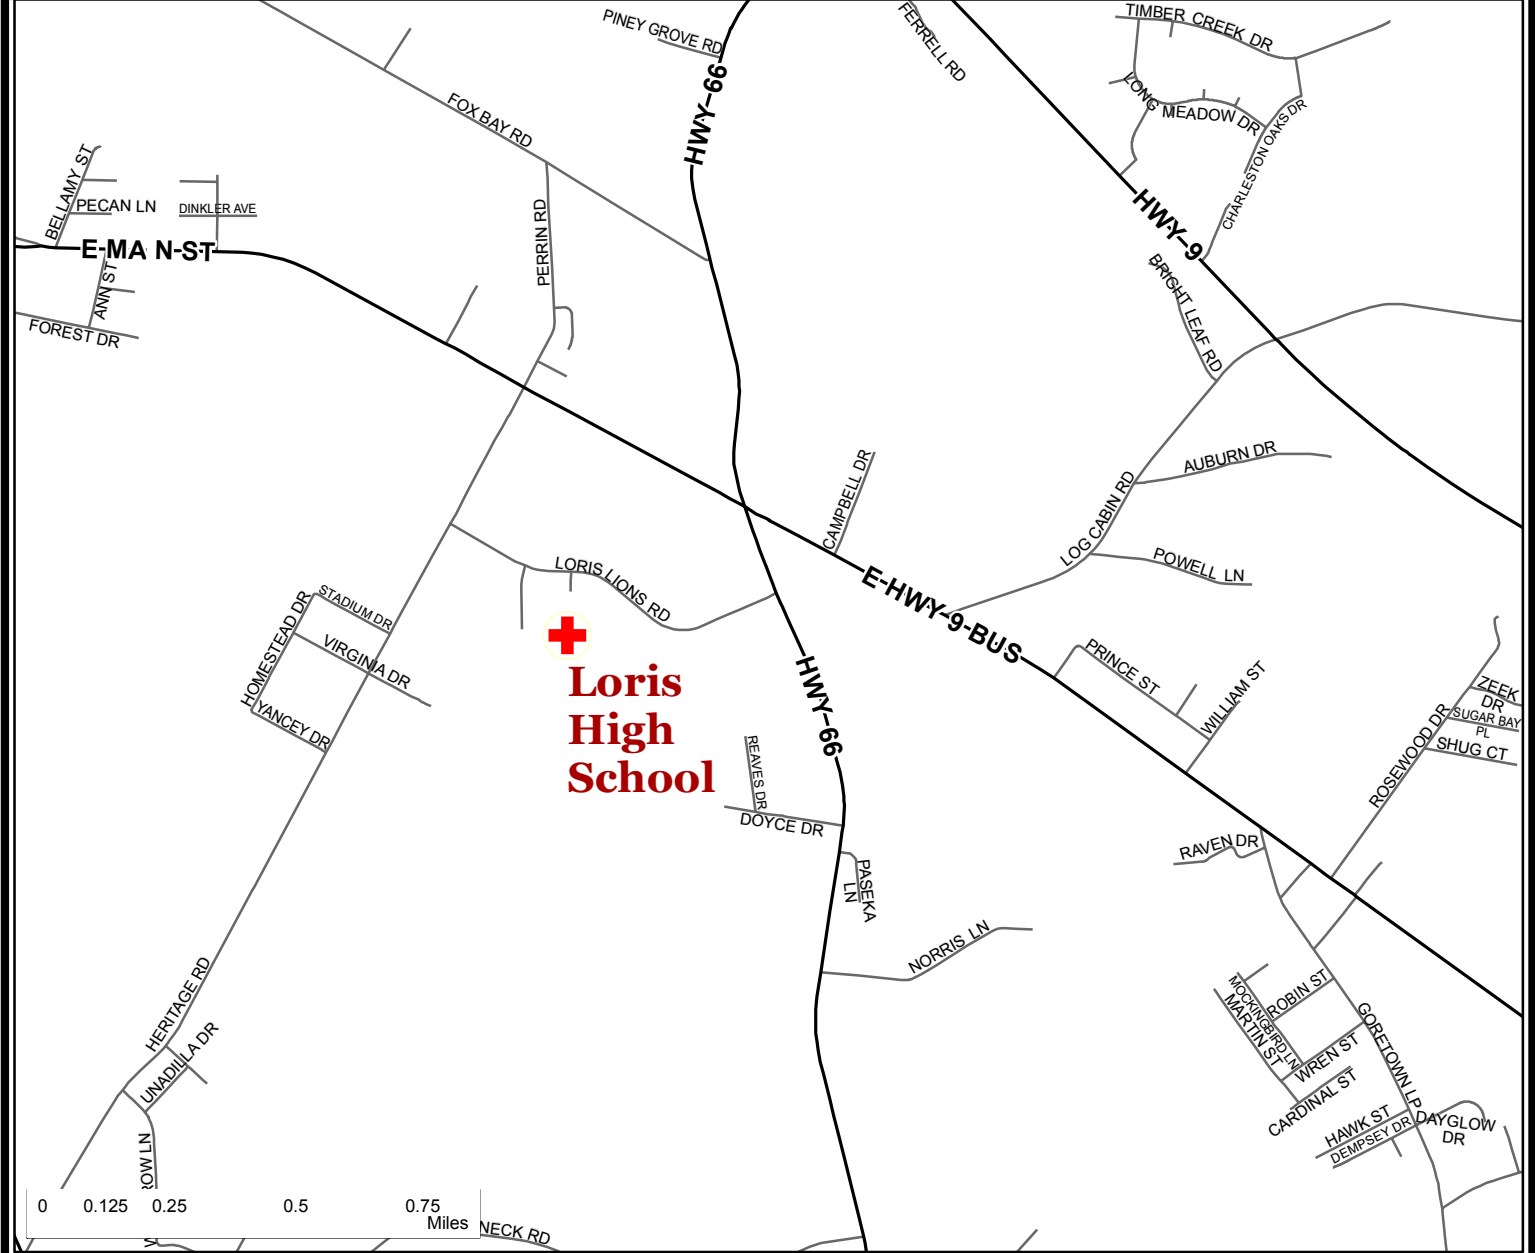 TIMBER CREEK DR
PINEY GROVE RD
FERRELL RD
HWY-66
LONG MEADOW DR
FOX BAY RD
CHARLESTON OAKS DR
BELLAMY ST
PECAN LN
DINKLER AVE
HWY-9
E-MA N-ST
PERRIN RD
ANN ST
BRIGHT LEAF RD
FOREST DR
AUBURN DR
CAMPBELL DR
LOG CABIN RD
POWELL LN
LORIS LIONS RD
E-HWY-9-BUS
STADIUM DR
HOMESTEAD DR
VIRGINIA DR
YANCEY DR
Loris
High
School
HWY-66
PRINCE ST
WILLIAM ST
ZEEK
DR
SUGAR BAY
PL
SHUG CT
ROSEWOOD DR
REAVES DR
DOYCE DR
RAVEN DR
PASEKA
LN
NORRIS LN
HERITAGE RD
UNADILLA DR
MOCKINGBIRD LN
ROBIN ST
MARTIN ST
GORETOWN LP
WREN ST
CARDINAL ST
HAWK ST
DEMPSEY DR
DAYGLOW
DR
ROW LN
0 0.125 0.25 0.5 0.75
Miles
NECK RD